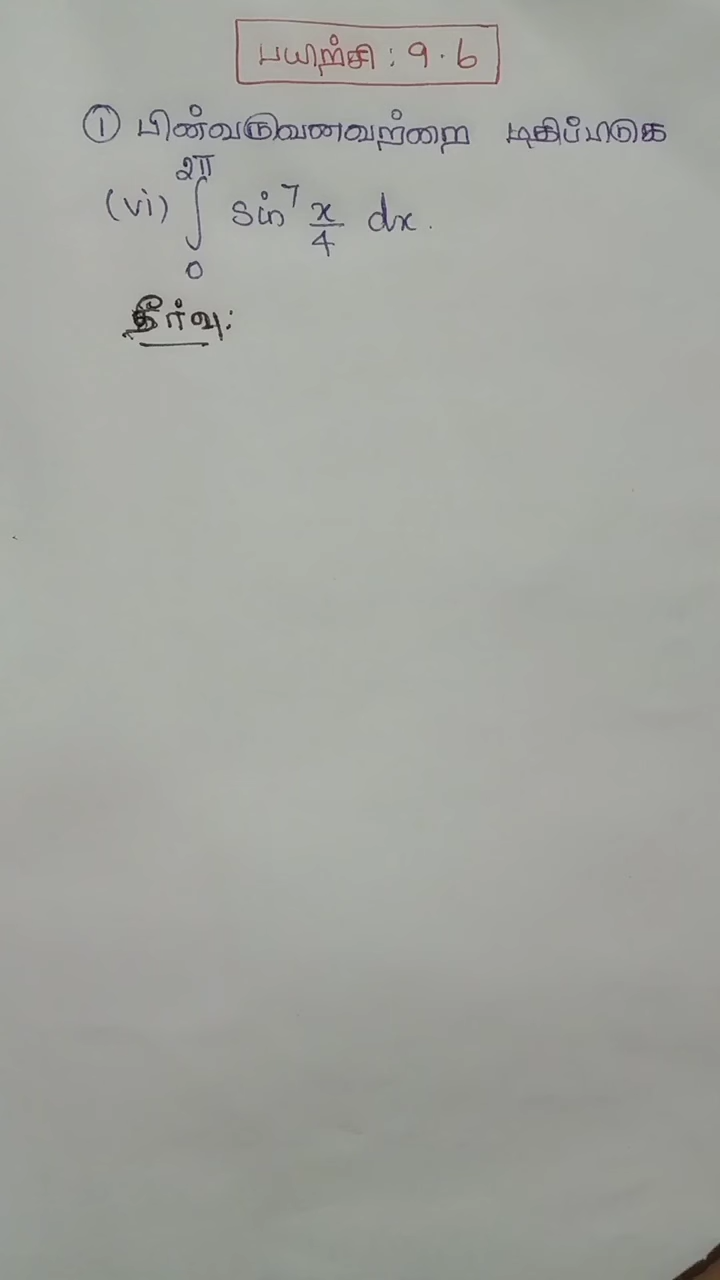 பயிற்சி : 9.6
① பின்வருவனவற்றை மதிப்பிடுக
(vi) ∫₀^2π sin⁷ x/4 dx.
தீர்வு: